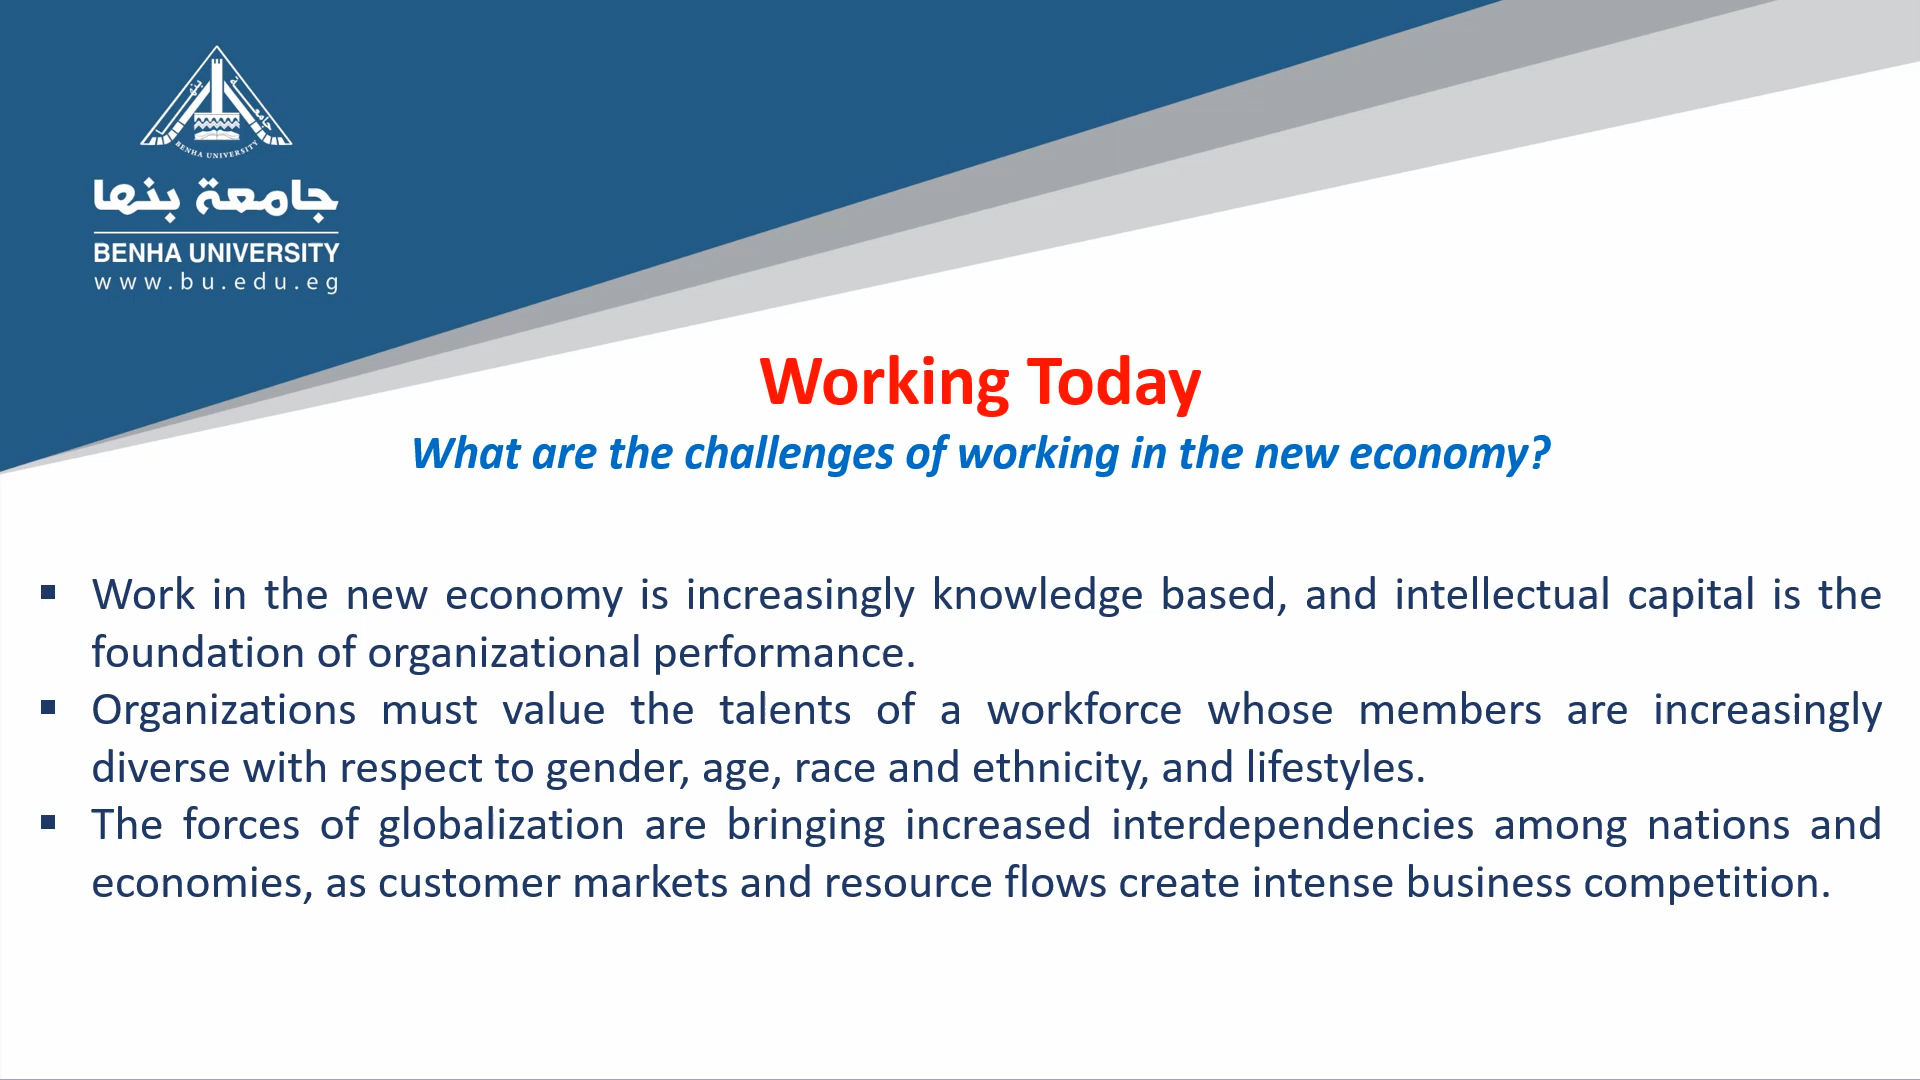 BENHA UNIVERSITY
جامعة بنها
BENHA UNIVERSITY
www.bu.edu.eg
Working Today
What are the challenges of working in the new economy?
▪ Work in the new economy is increasingly knowledge based, and intellectual capital is the
foundation of organizational performance.
▪ Organizations must value the talents of a workforce whose members are increasingly
diverse with respect to gender, age, race and ethnicity, and lifestyles.
▪ The forces of globalization are bringing increased interdependencies among nations and
economies, as customer markets and resource flows create intense business competition.